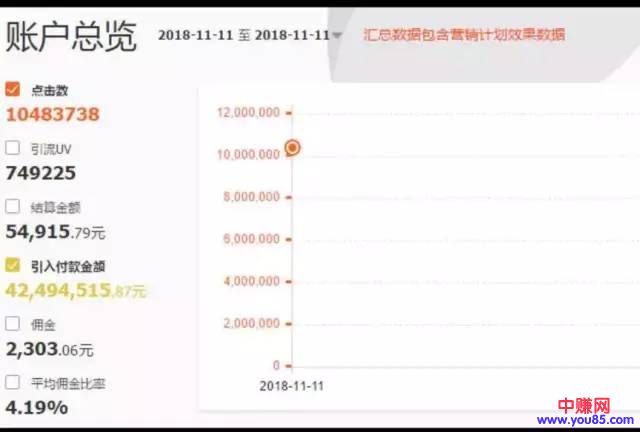 账户总览
2018-11-11 至 2018-11-11
汇总数据包含营销计划效果数据
点击数
10483738
引流UV
749225
结算金额
54,915.79元
引入付款金额
42,494,515.87元
佣金
2,303.06元
平均佣金比率
4.19%
12,000,000
10,000,000
8,000,000
6,000,000
4,000,000
2,000,000
0
2018-11-11
中赚网
www.you85.com